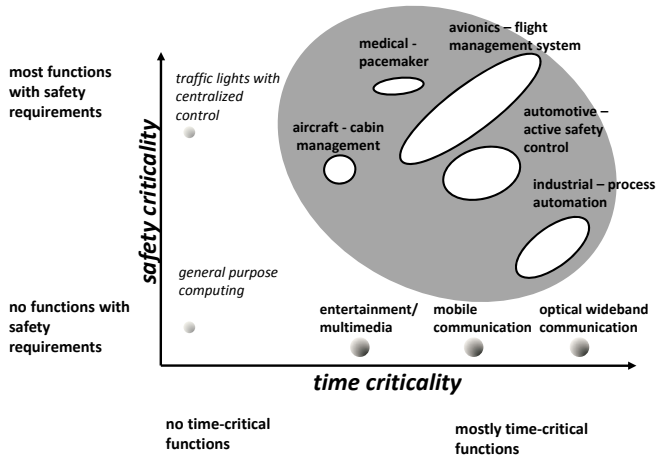 avionics – flight
management system
medical -
pacemaker
most functions
with safety
requirements
traffic lights with
centralized
control
automotive –
active safety
control
aircraft - cabin
management
industrial – process
automation
safety criticality
general purpose
computing
no functions with
safety
requirements
entertainment/
multimedia
mobile
communication
optical wideband
communication
time criticality
no time-critical
functions
mostly time-critical
functions